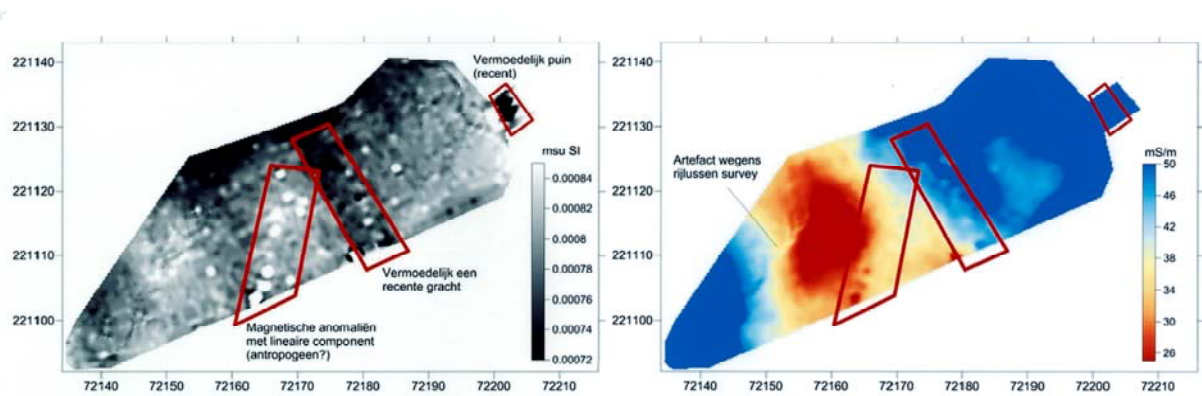 Vermoedelijk puin
(recent)
221140
221130
221120
221110
221100
msu SI
0.00084
0.00082
0.0008
0.00078
0.00076
0.00074
0.00072
Vermoedelijk een
recente gracht
Magnetische anomaliën
met lineaire component
(antropogeen?)
72140 72150 72160 72170 72180 72190 72200 72210
221140
221130
221120
221110
221100
Artefact wegens
rijlussen survey
mS/m
50
46
42
38
34
30
26
72140 72150 72160 72170 72180 72190 72200 72210